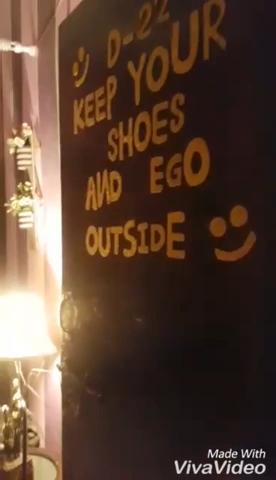 D-22
KEEP YOUR
SHOES
AND EGO
OUTSIDE
Made With
VivaVideo